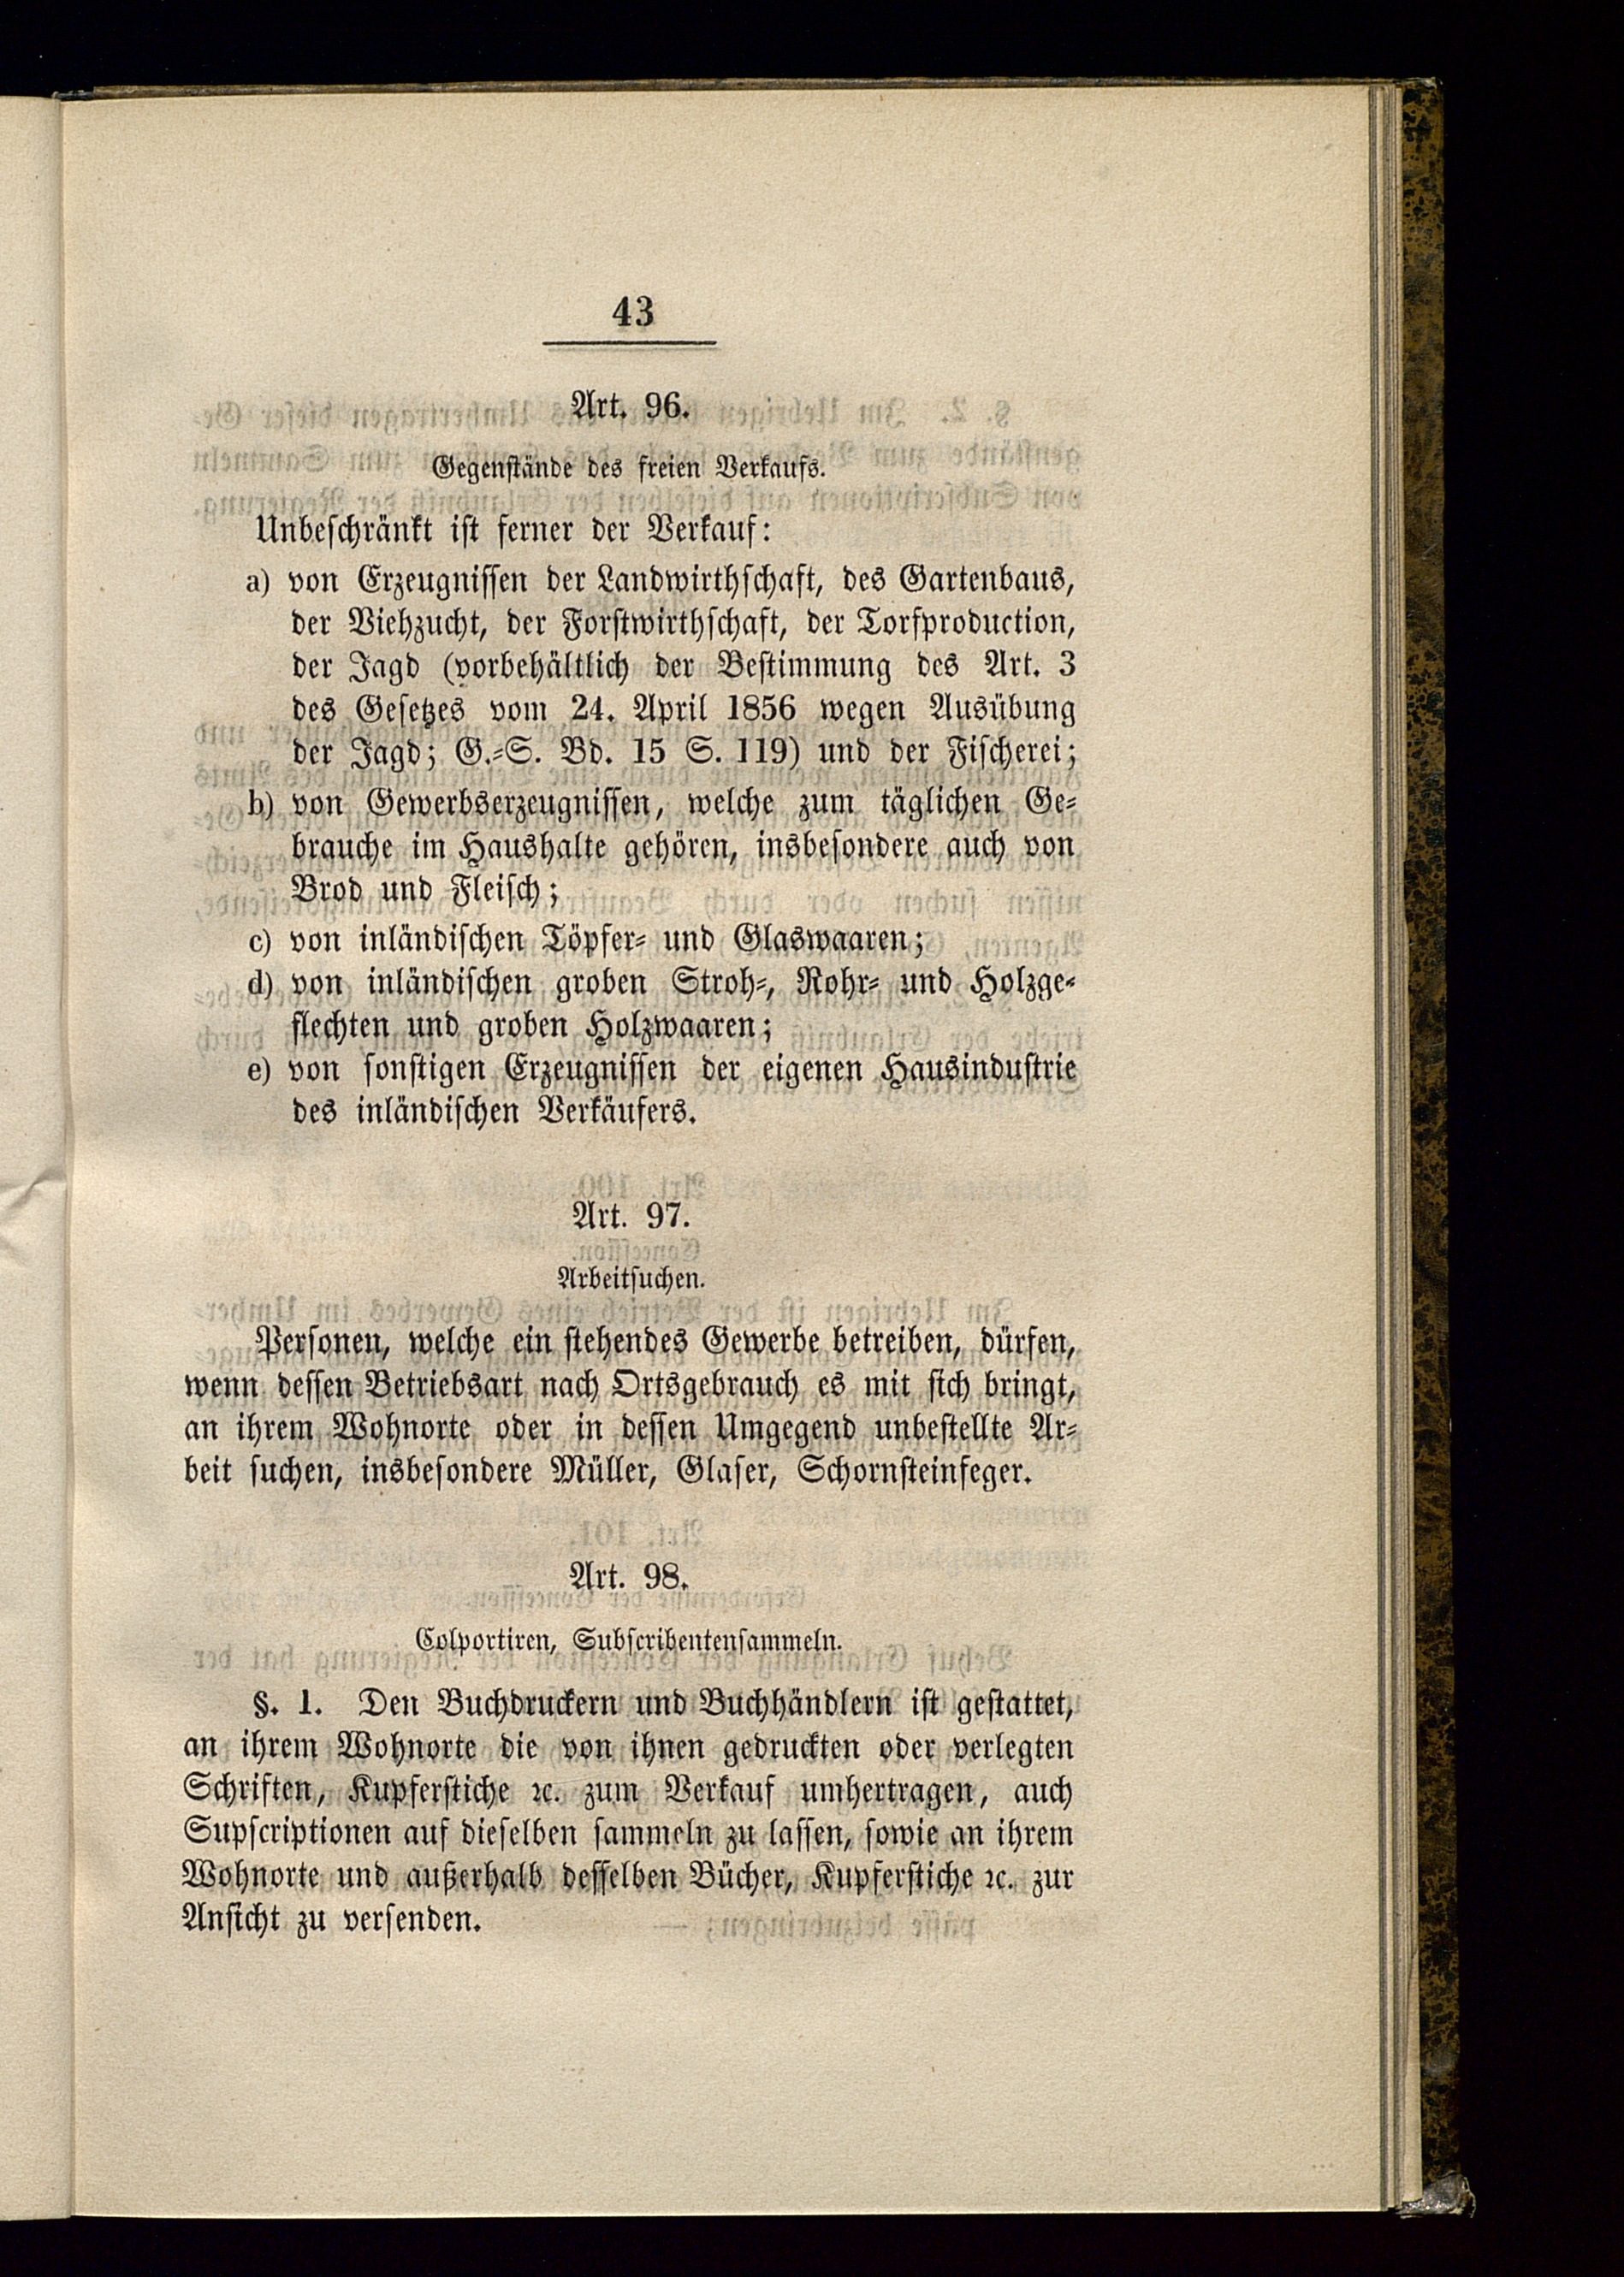 43
Art. 96.
Gegenstände des freien Verkaufs.
Unbeschränkt ist ferner der Verkauf:
a) von Erzeugnissen der Landwirthschaft, des Gartenbaus,
der Viehzucht, der Forstwirthschaft, der Torfproduction,
der Jagd (vorbehältlich der Bestimmung des Art. 3
des Gesetzes vom 24. April 1856 wegen Ausübung
der Jagd; G.-S. Bd. 15 S. 119) und der Fischerei;
b) von Gewerbserzeugnissen, welche zum täglichen Ge-
brauche im Haushalte gehören, insbesondere auch von
Brod und Fleisch;
c) von inländischen Töpfer- und Glaswaaren;
d) von inländischen groben Stroh-, Rohr- und Holzge-
flechten und groben Holzwaaren;
e) von sonstigen Erzeugnissen der eigenen Hausindustrie
des inländischen Verkäufers.
Art. 97.
Arbeitsuchen.
Personen, welche ein stehendes Gewerbe betreiben, dürfen,
wenn dessen Betriebsart nach Ortsgebrauch es mit sich bringt,
an ihrem Wohnorte oder in dessen Umgegend unbestellte Ar-
beit suchen, insbesondere Müller, Glaser, Schornsteinfeger.
Art. 98.
Colportiren, Subscribentensammeln.
§. 1. Den Buchdruckern und Buchhändlern ist gestattet,
an ihrem Wohnorte die von ihnen gedruckten oder verlegten
Schriften, Kupferstiche ꝛc. zum Verkauf umhertragen, auch
Supscriptionen auf dieselben sammeln zu lassen, sowie an ihrem
Wohnorte und außerhalb desselben Bücher, Kupferstiche ꝛc. zur
Ansicht zu versenden.